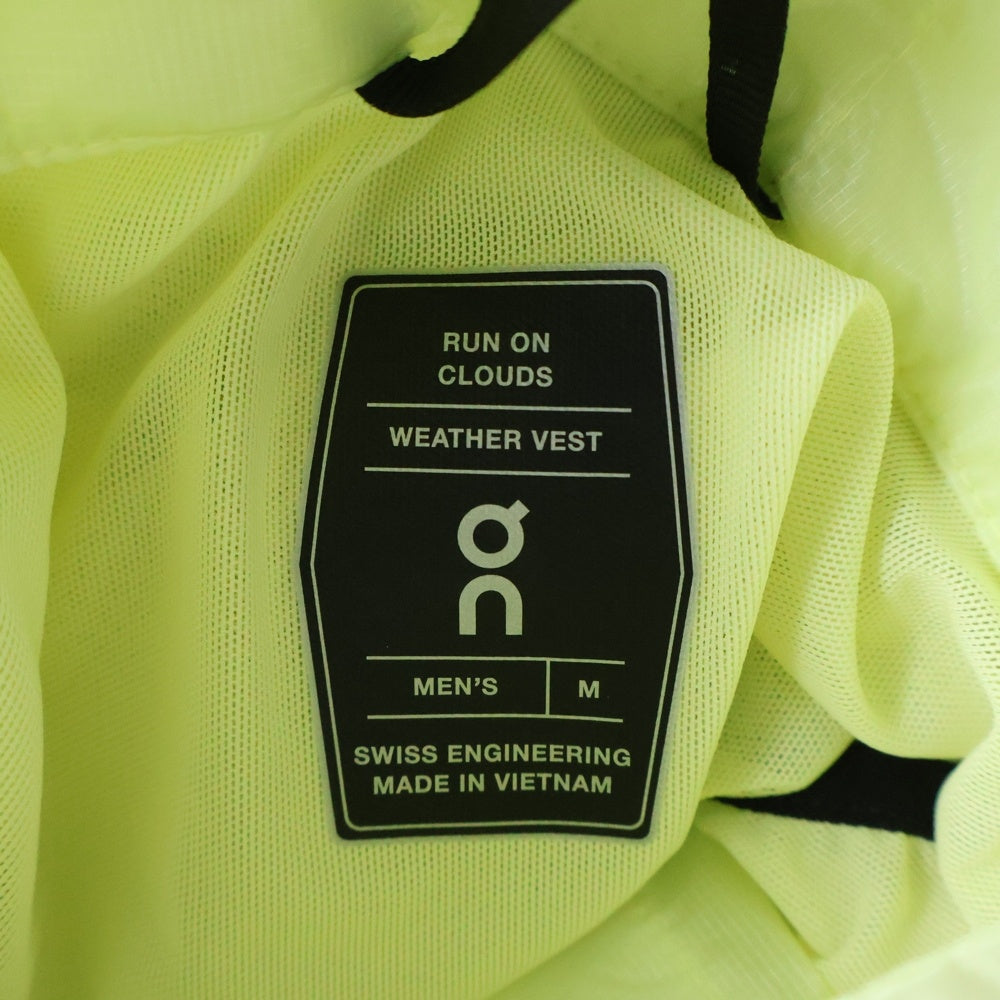 RUN ON
CLOUDS
WEATHER VEST
On
MEN'S M
SWISS ENGINEERING
MADE IN VIETNAM